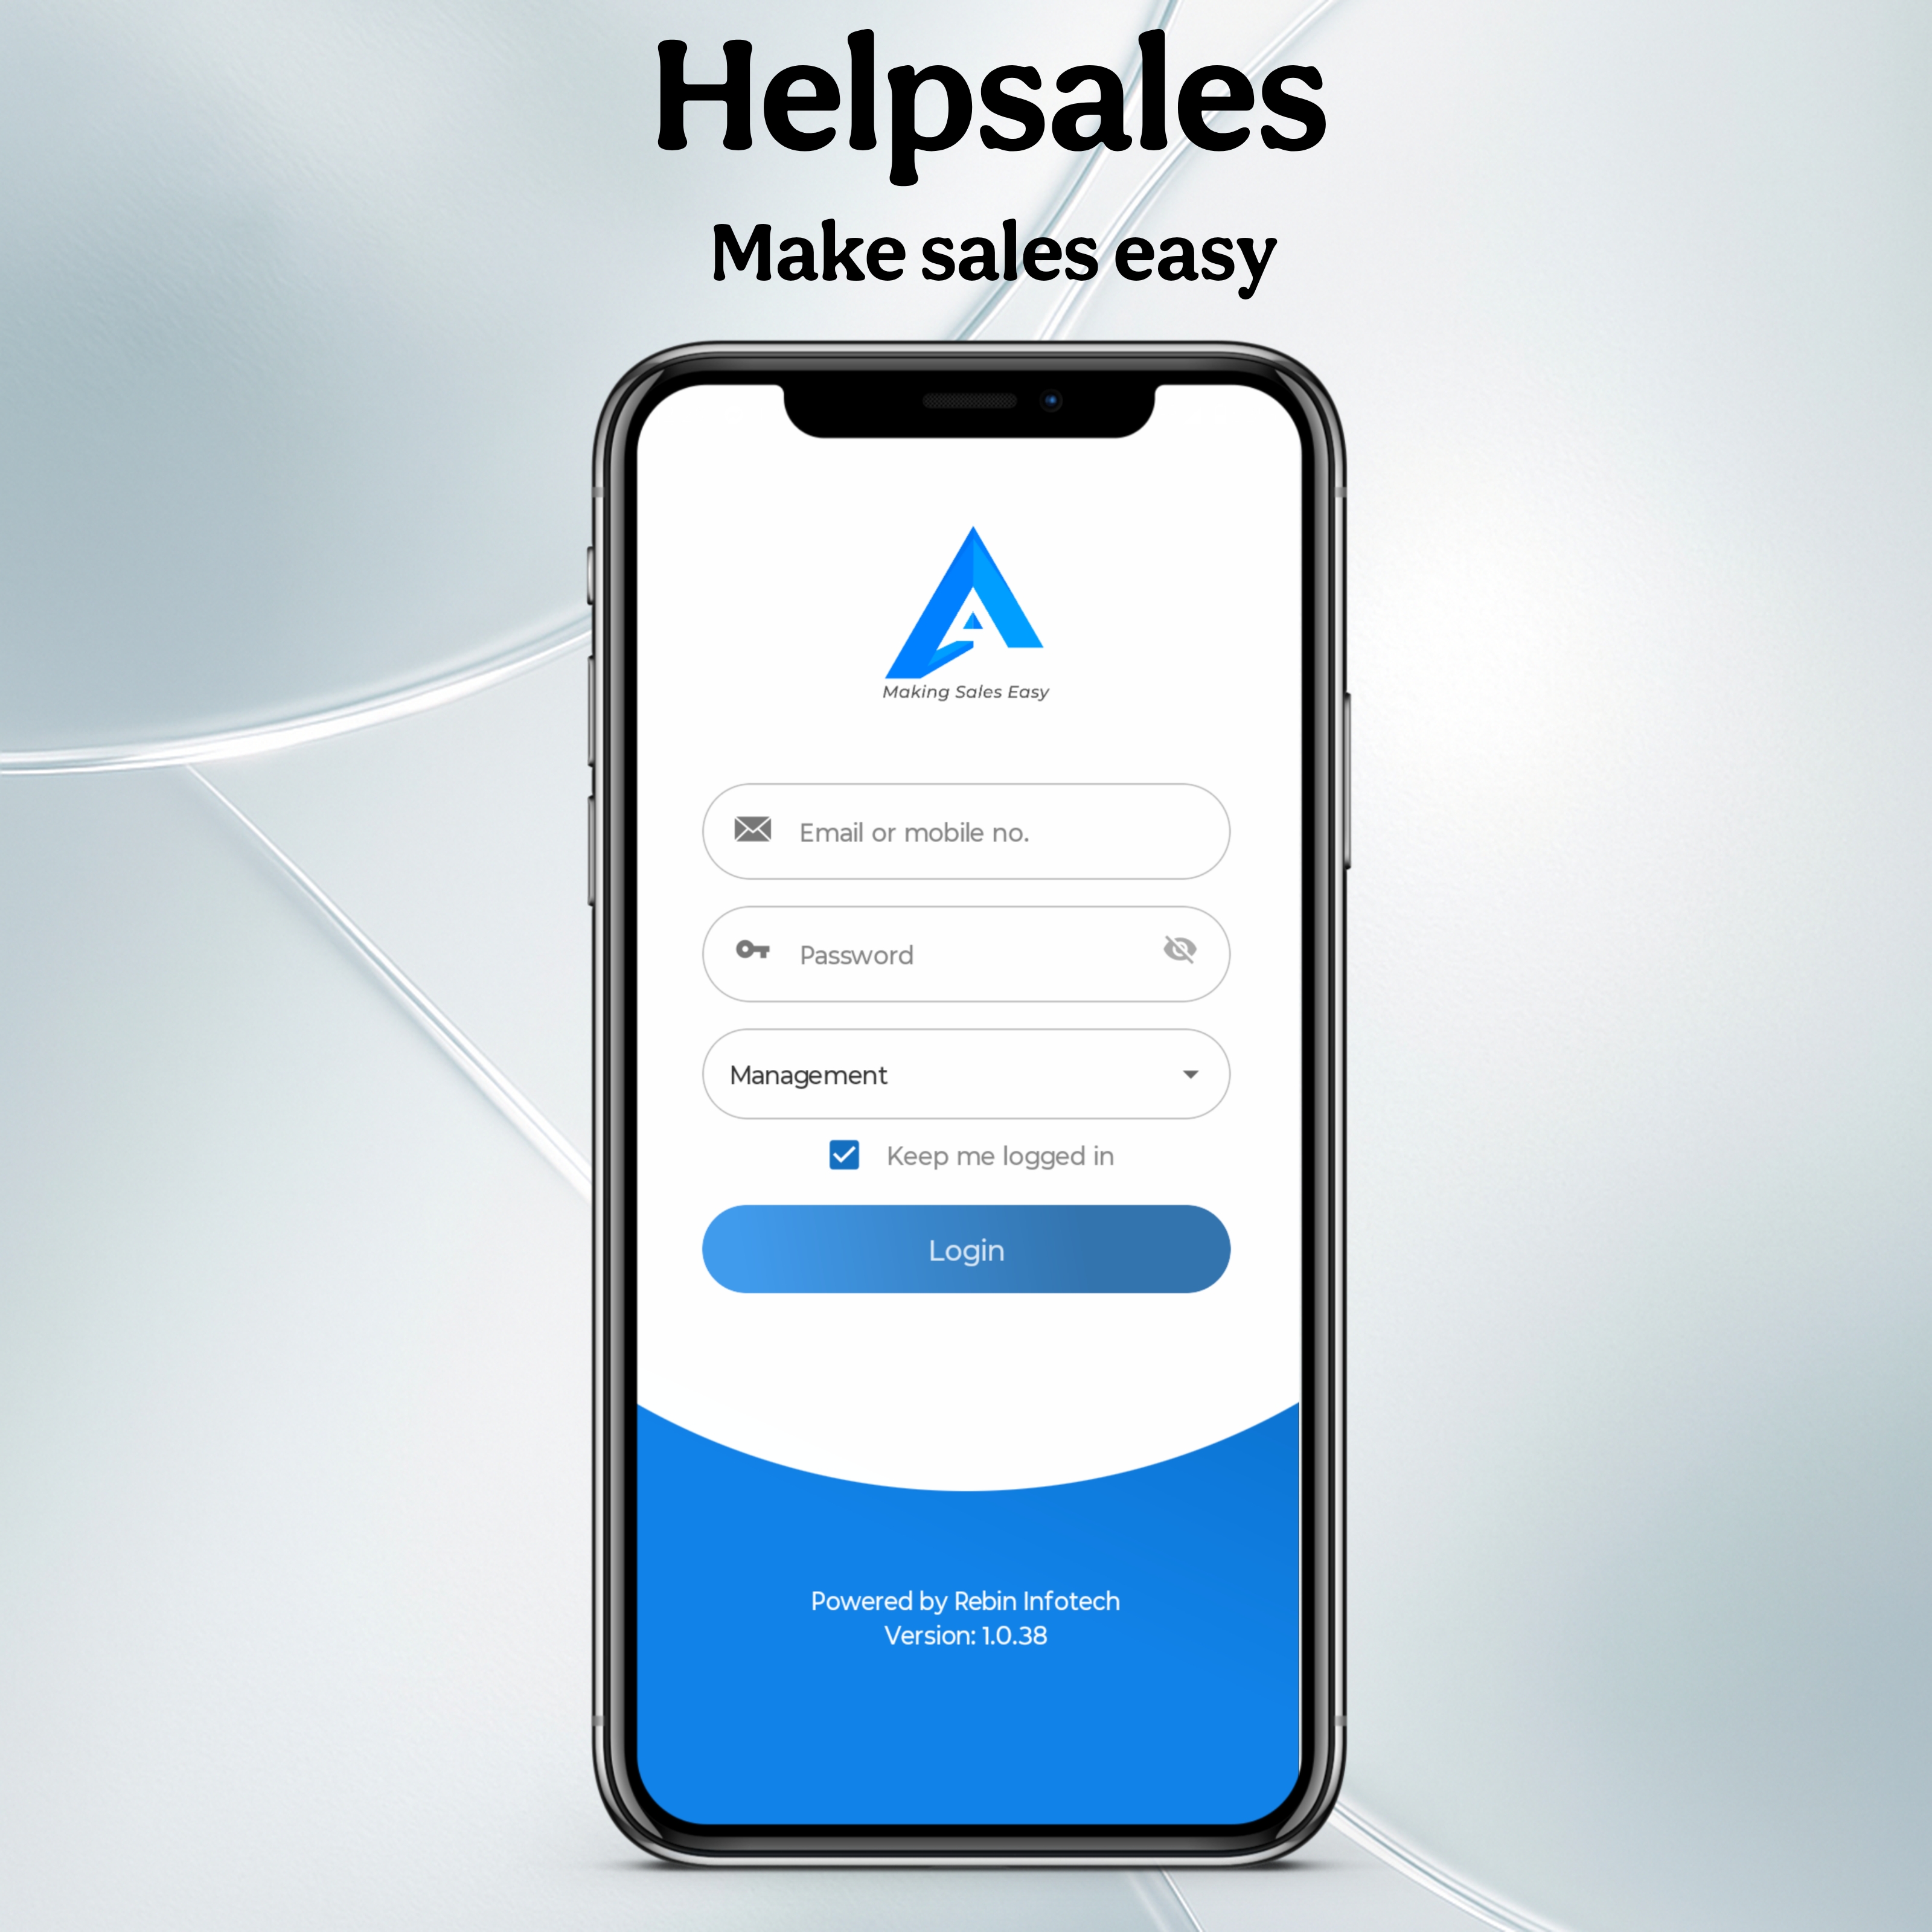 Helpsales
Make sales easy
Making Sales Easy
Email or mobile no.
Password
Management
Keep me logged in
Login
Powered by Rebin Infotech
Version: 1.0.38